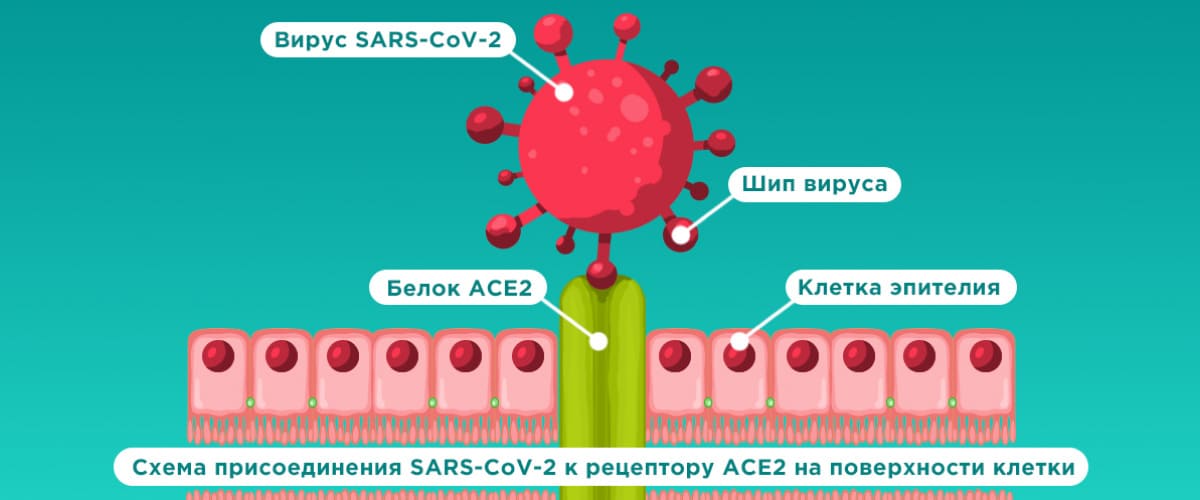 Вирус SARS-CoV-2
Шип вируса
Белок ACE2
Клетка эпителия
Схема присоединения SARS-CoV-2 к рецептору ACE2 на поверхности клетки